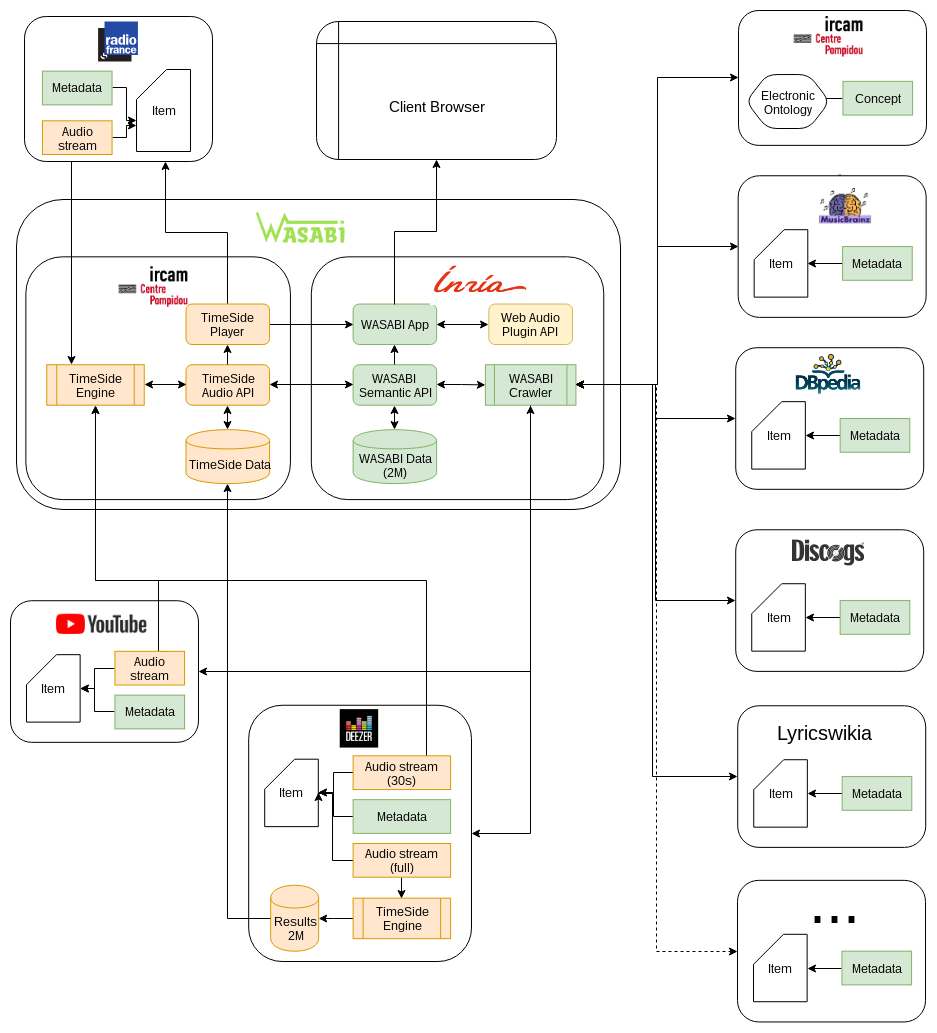 radio
france
Metadata
Audio
stream
Item
Client Browser
ircam
Centre
Pompidou
Electronic
Ontology
Concept
WASABi
ircam
Centre
Pompidou
Inría
TimeSide
Player
WASABI App
Web Audio
Plugin API
TimeSide
Engine
TimeSide
Audio API
WASABI
Semantic API
WASABI
Crawler
TimeSide Data
WASABI Data
(2M)
MusicBrainz
Item
Metadata
DBpedia
Item
Metadata
Discogs
Item
Metadata
YouTube
Audio
stream
Item
Metadata
DEEZER
Audio stream
(30s)
Item
Metadata
Audio stream
(full)
Results
2M
TimeSide
Engine
Lyricswikia
Item
Metadata
...
Item
Metadata